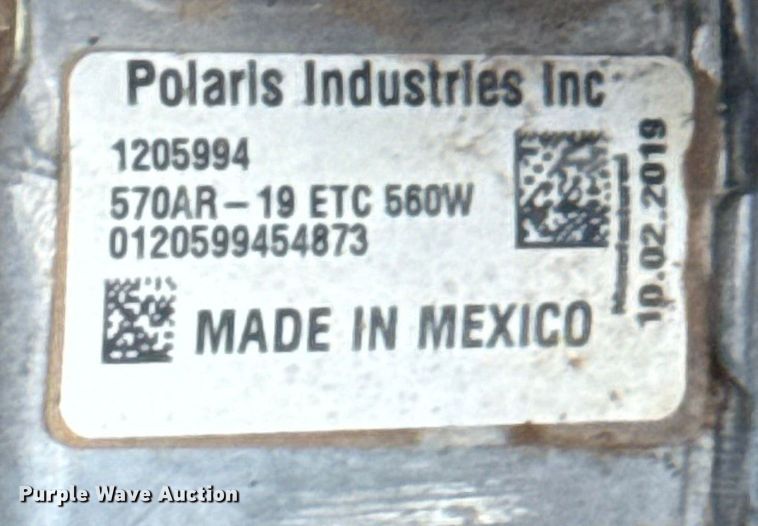 Polaris Industries Inc
1205994
570AR-19 ETC 560W
0120599454873
MADE IN MEXICO
Manufactured
10.02.2019
Purple Wave Auction